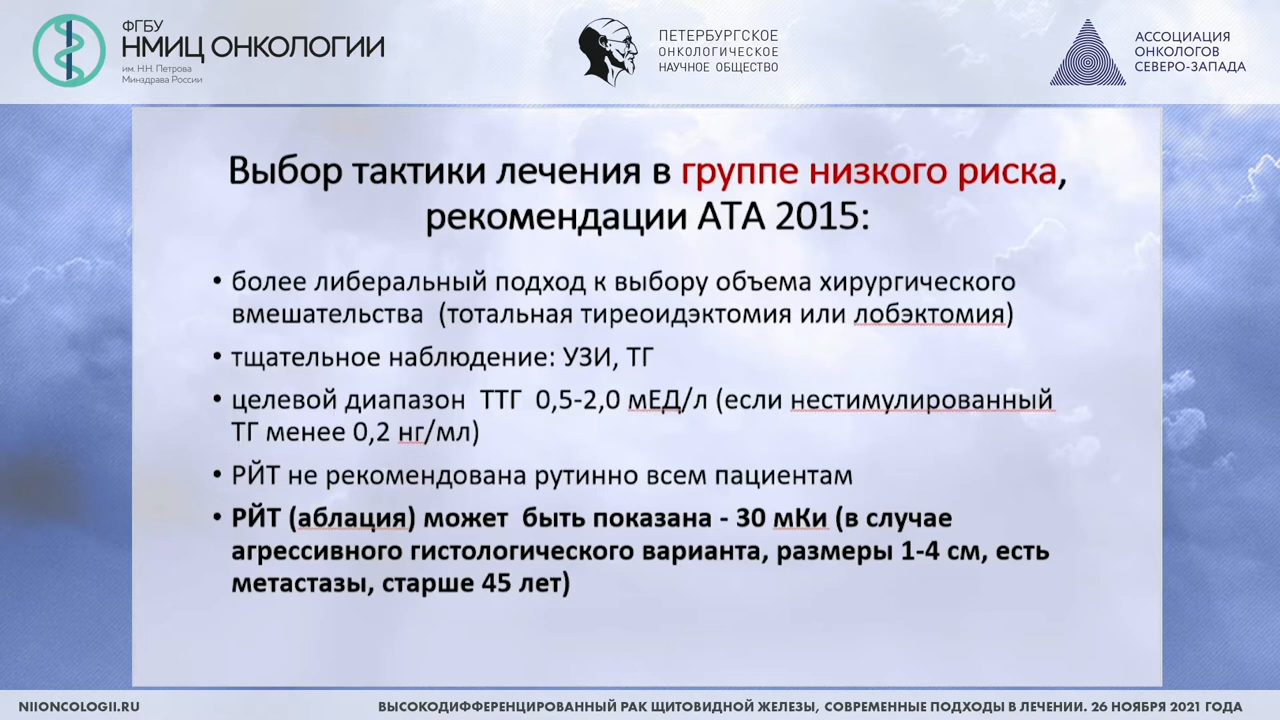 ФГБУ
НМИЦ ОНКОЛОГИИ
им. Н.Н. Петрова
Минздрава России
ПЕТЕРБУРГСКОЕ
ОНКОЛОГИЧЕСКОЕ
НАУЧНОЕ ОБЩЕСТВО
АССОЦИАЦИЯ
ОНКОЛОГОВ
СЕВЕРО-ЗАПАДА
Выбор тактики лечения в группе низкого риска,
рекомендации АТА 2015:
• более либеральный подход к выбору объема хирургического
вмешательства (тотальная тиреоидэктомия или лобэктомия)
• тщательное наблюдение: УЗИ, ТГ
• целевой диапазон ТТГ 0,5-2,0 мЕД/л (если нестимулированный
ТГ менее 0,2 нг/мл)
• РЙТ не рекомендована рутинно всем пациентам
• РЙТ (аблация) может быть показана - 30 мКи (в случае
агрессивного гистологического варианта, размеры 1-4 см, есть
метастазы, старше 45 лет)
NIIONCOLOGII.RU
ВЫСОКОДИФФЕРЕНЦИРОВАННЫЙ РАК ЩИТОВИДНОЙ ЖЕЛЕЗЫ, СОВРЕМЕННЫЕ ПОДХОДЫ В ЛЕЧЕНИИ. 26 НОЯБРЯ 2021 ГОДА